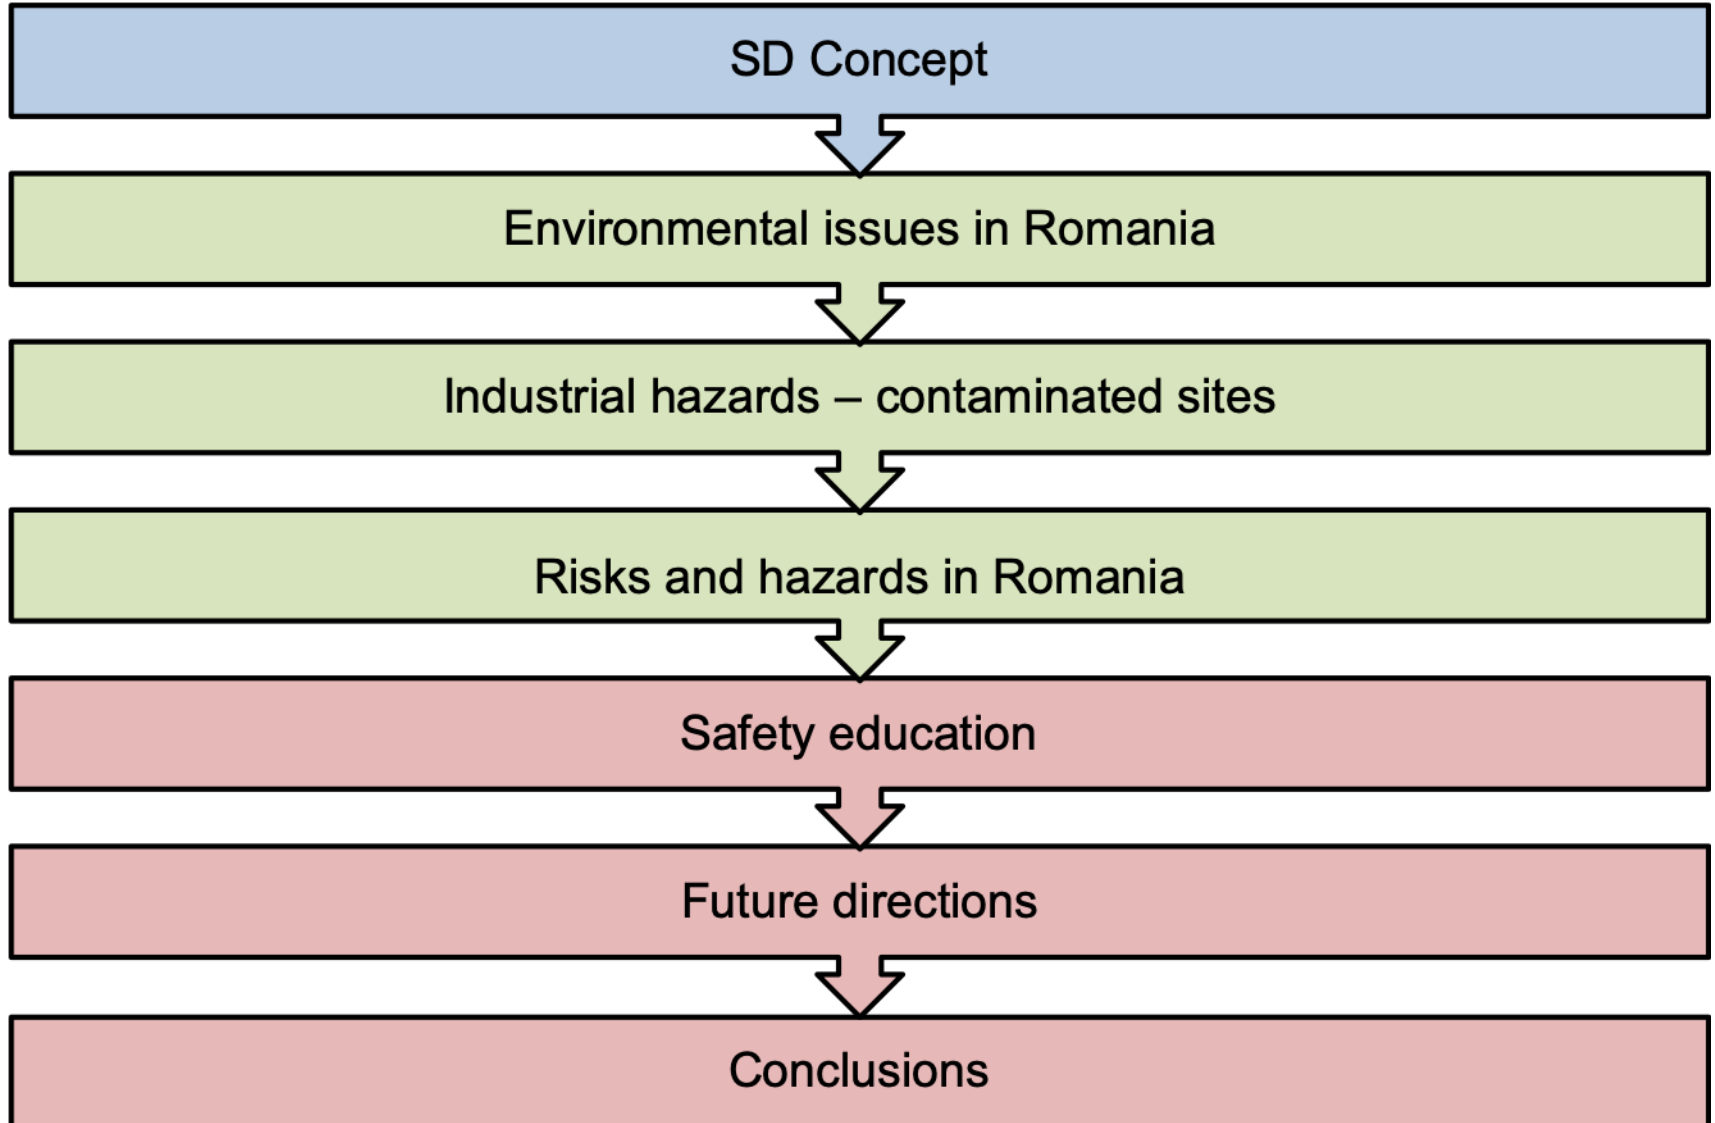 SD Concept
Environmental issues in Romania
Industrial hazards – contaminated sites
Risks and hazards in Romania
Safety education
Future directions
Conclusions